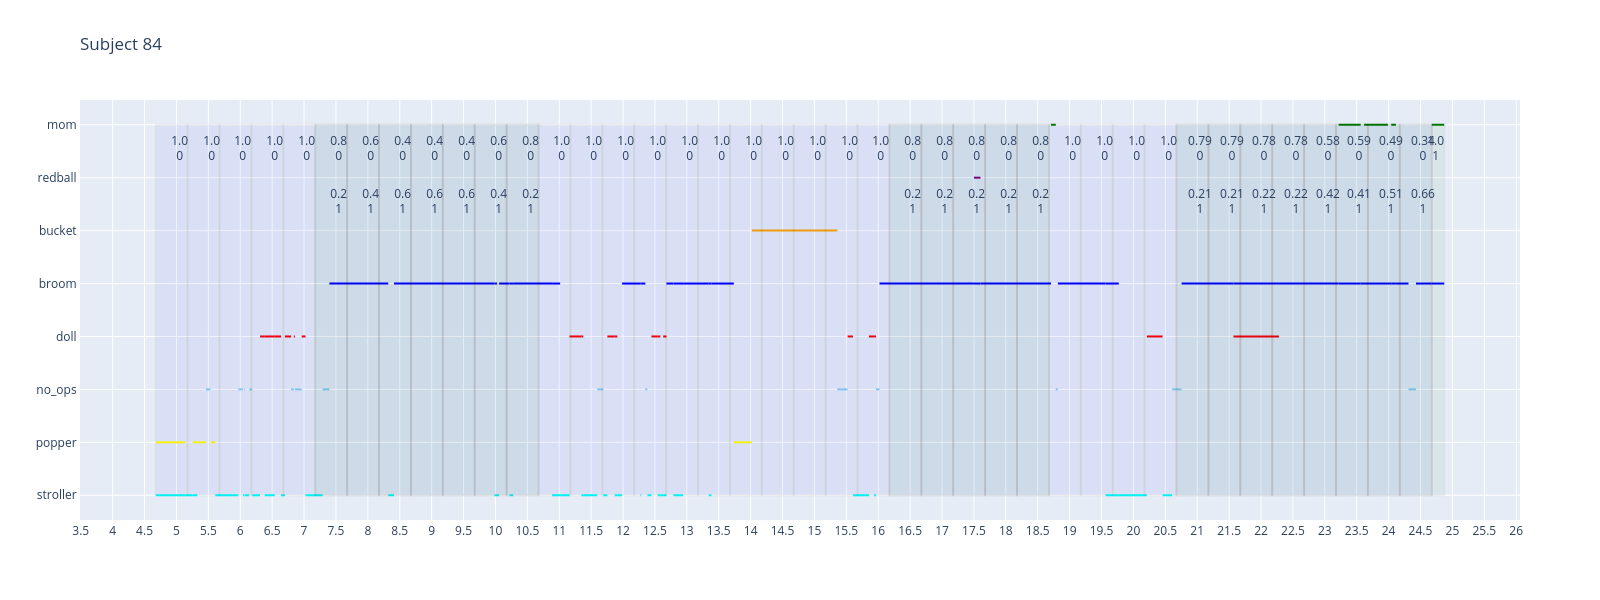 Subject 84
mom
1.0 1.0 1.0 1.0 1.0 0.8 0.6 0.4 0.4 0.4 0.6 0.8 1.0 1.0 1.0 1.0 1.0 1.0 1.0 1.0 1.0 1.0 1.0 0.8 0.8 0.8 0.8 0.8 1.0 1.0 1.0 1.0 0.79 0.79 0.78 0.78 0.58 0.59 0.49 0.34
0 0 0 0 0 0 0 0 0 0 0 0 0 0 0 0 0 0 0 0 0 0 0 0 0 0 0 0 0 0 0 0 0 0 0 0 0 0 0 0 1
redball
0.2 0.4 0.6 0.6 0.6 0.4 0.2 0.2 0.2 0.2 0.2 0.2 0.21 0.21 0.22 0.22 0.42 0.41 0.51 0.66
1 1 1 1 1 1 1 1 1 1 1 1 1 1 1 1 1 1 1 1
bucket
broom
doll
no_ops
popper
stroller
3.5 4 4.5 5 5.5 6 6.5 7 7.5 8 8.5 9 9.5 10 10.5 11 11.5 12 12.5 13 13.5 14 14.5 15 15.5 16 16.5 17 17.5 18 18.5 19 19.5 20 20.5 21 21.5 22 22.5 23 23.5 24 24.5 25 25.5 26